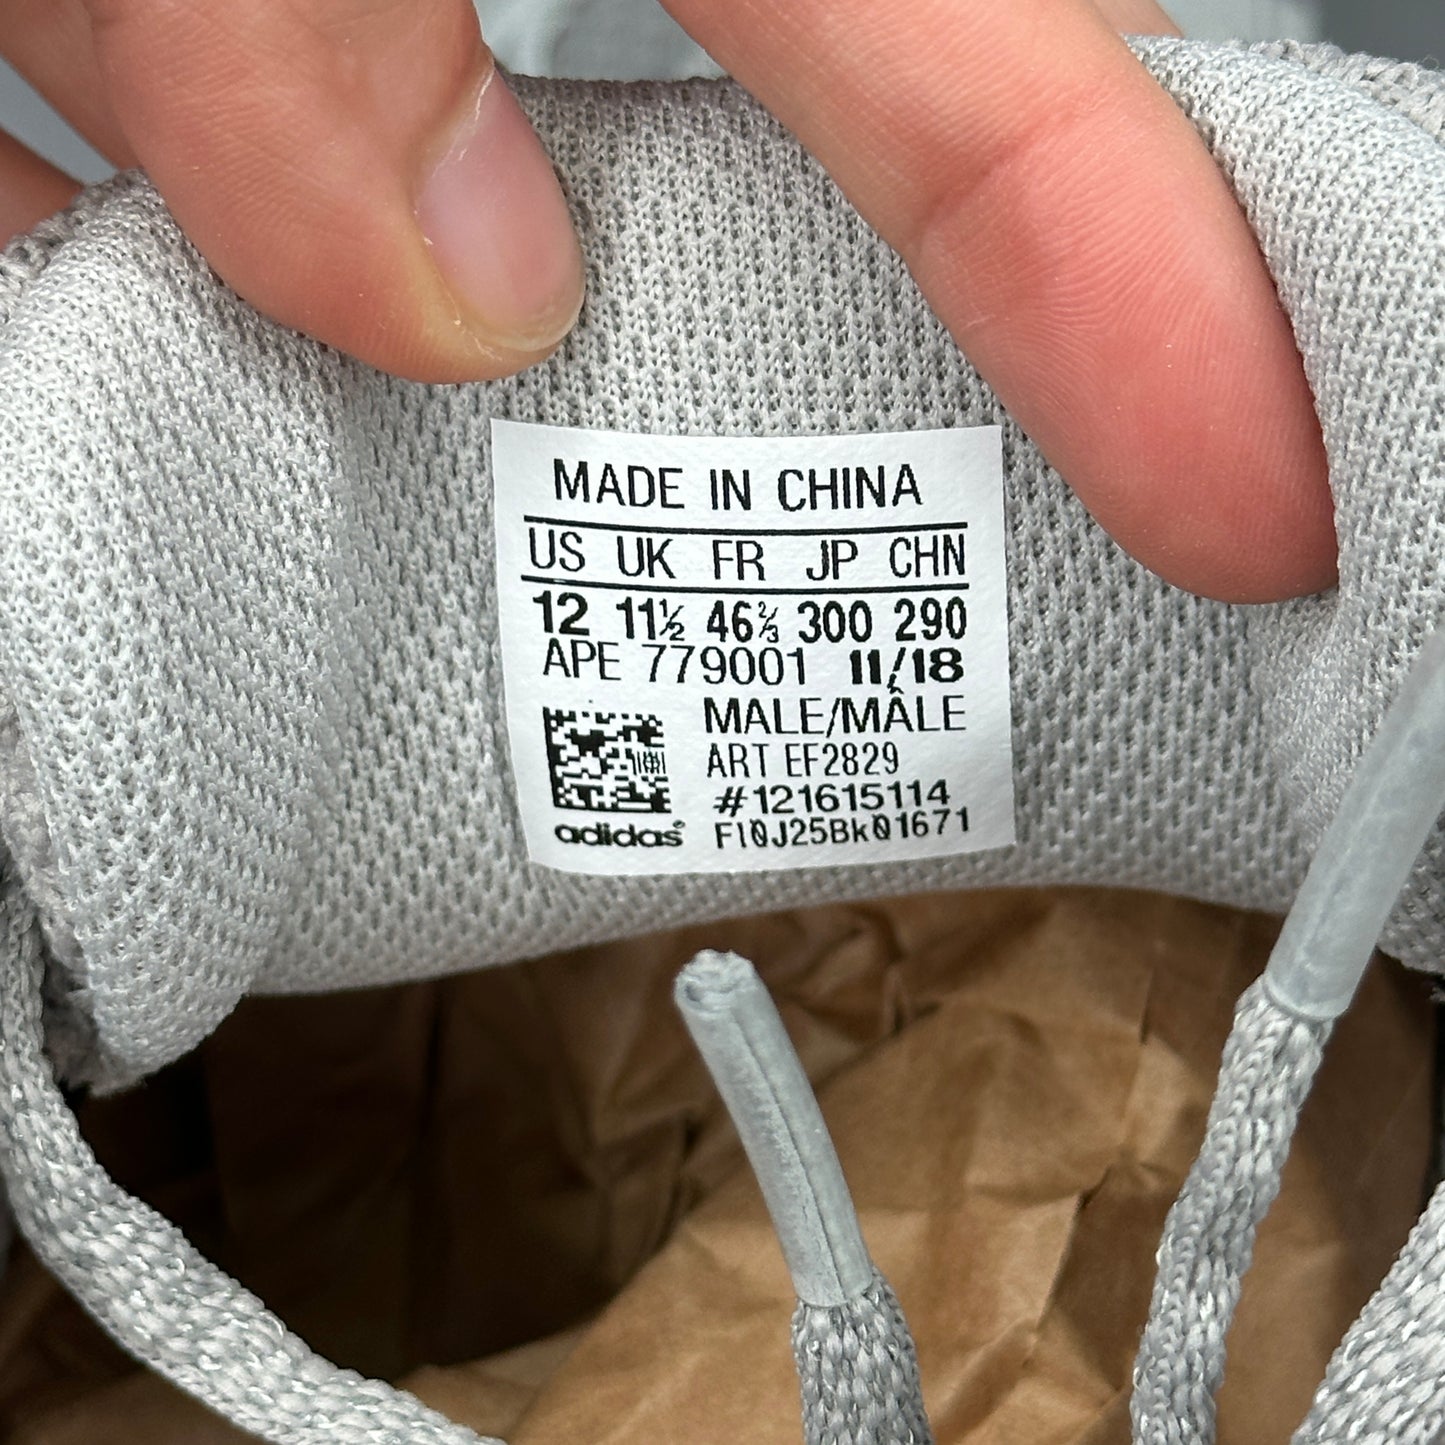 MADE IN CHINA
US UK FR JP CHN
12 11½ 46⅔ 300 290
APE 779001 11/18
MALE/MÂLE
ART EF2829
#121615114
adidas® F10J25Bk01671